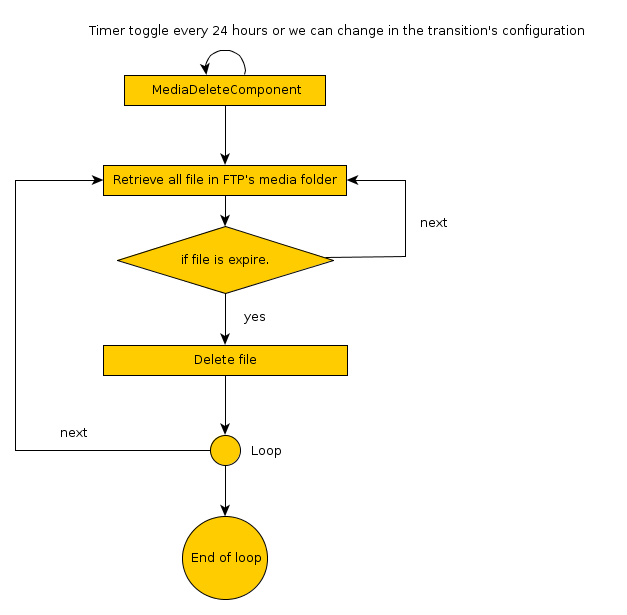 Timer toggle every 24 hours or we can change in the transition's configuration
MediaDeleteComponent
Retrieve all file in FTP's media folder
next
if file is expire.
yes
Delete file
next
Loop
End of loop